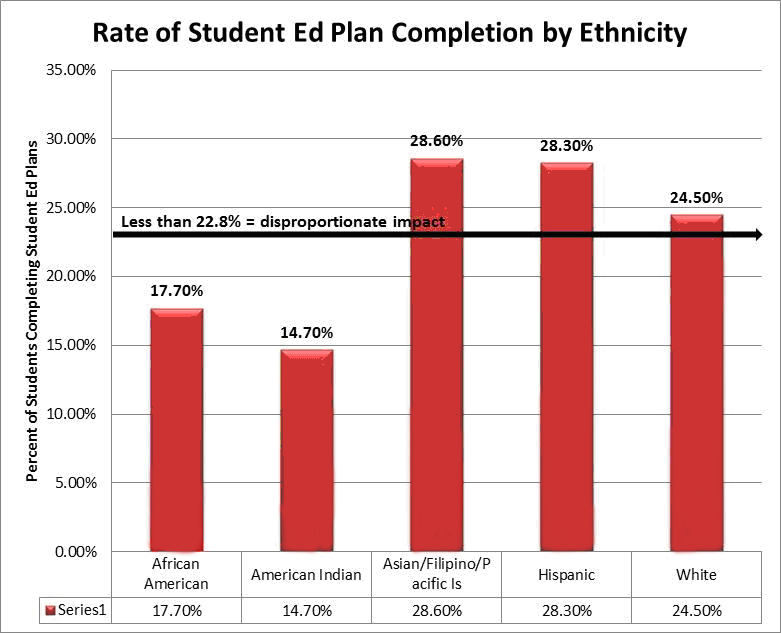 Rate of Student Ed Plan Completion by Ethnicity
Percent of Students Completing Student Ed Plans
35.00%
30.00%
25.00%
20.00%
15.00%
10.00%
5.00%
0.00%
Less than 22.8% = disproportionate impact
17.70%
14.70%
28.60%
28.30%
24.50%
African
American
American Indian
Asian/Filipino/P
acific Is
Hispanic
White
Series1 17.70% 14.70% 28.60% 28.30% 24.50%